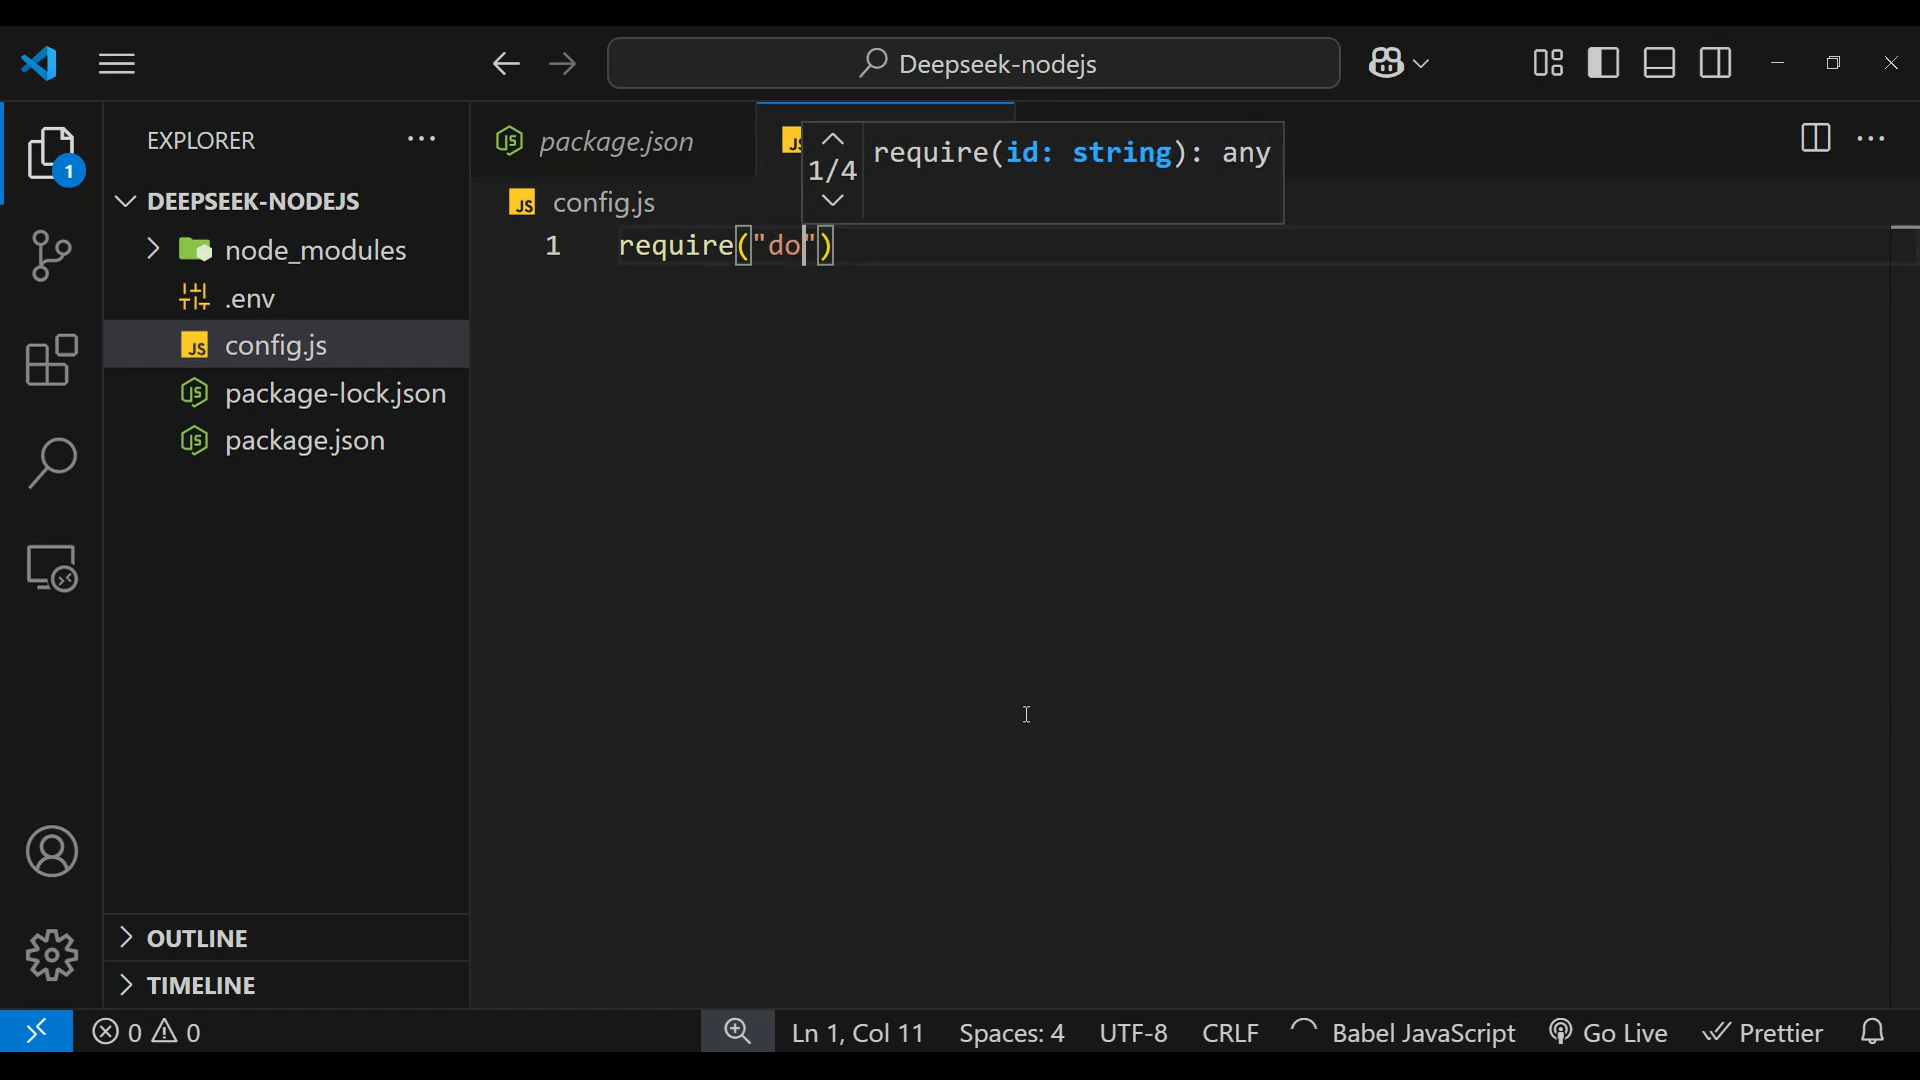 Deepseek-nodejs
EXPLORER
DEEPSEEK-NODEJS
node_modules
.env
config.js
package-lock.json
package.json
OUTLINE
TIMELINE
package.json
1/4
require(id: string): any
config.js
1
require("do")
1
0
0
Ln 1, Col 11
Spaces: 4
UTF-8
CRLF
Babel JavaScript
Go Live
Prettier